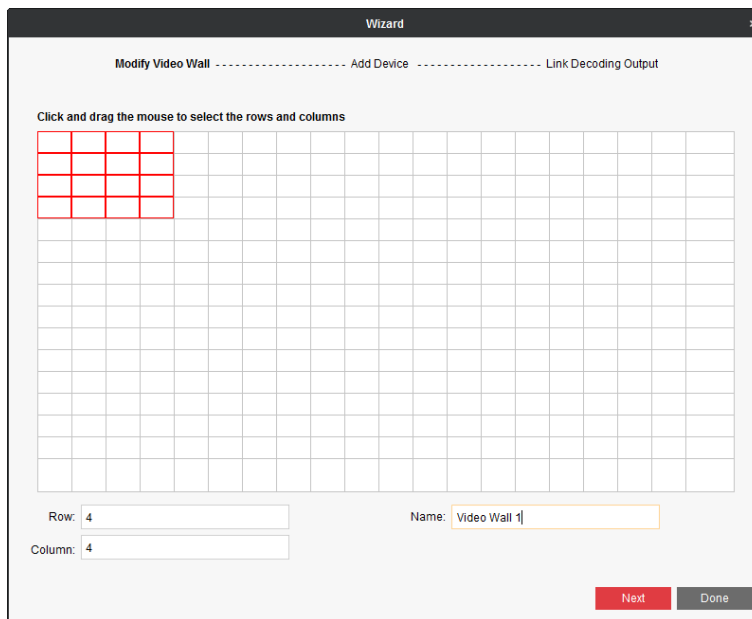 Wizard
Modify Video Wall - - - - - - - - - - - - - - - - - - - Add Device - - - - - - - - - - - - - - - - - - Link Decoding Output
Click and drag the mouse to select the rows and columns
Row: 4
Name: Video Wall 1
Column: 4
Next
Done